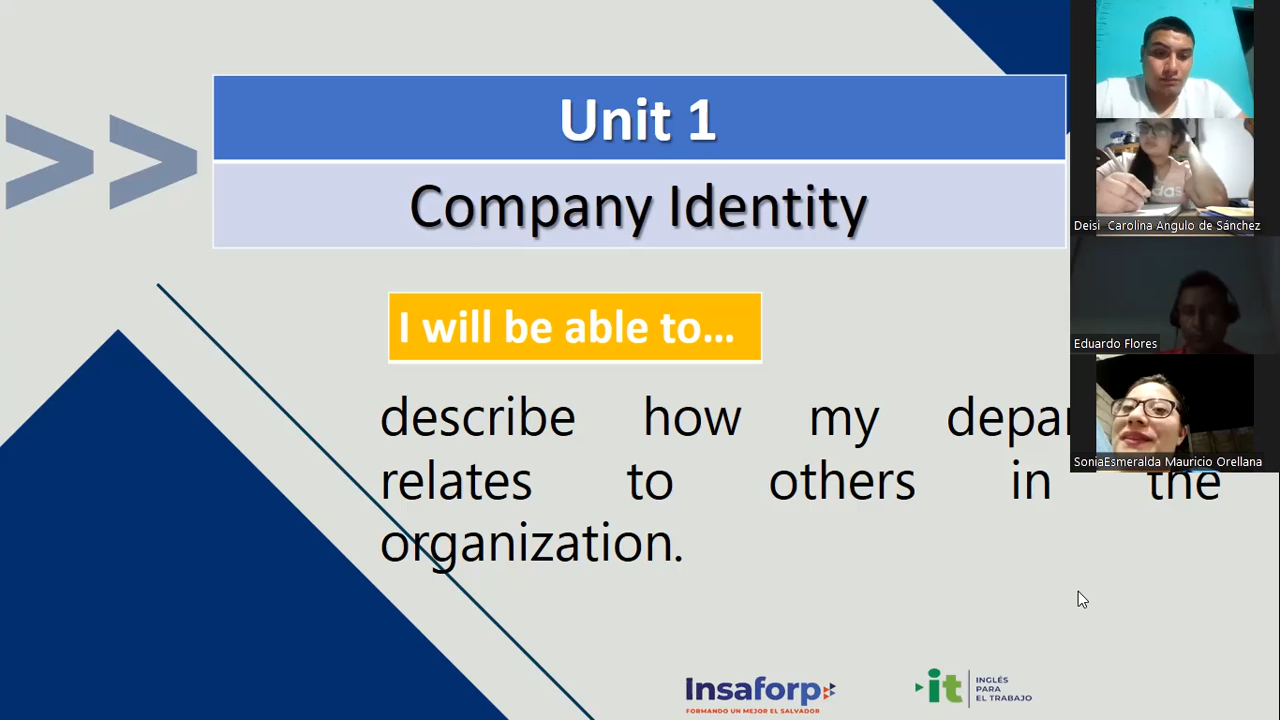 >>
Unit 1
Company Identity
I will be able to...
describe how my depar
relates to others in the
organization.
Deisi Carolina Angulo de Sánchez
Eduardo Flores
SoniaEsmeralda Mauricio Orellana
Insaforp
FORMANDO UN MEJOR EL SALVADOR
it
INGLÉS
PARA
EL TRABAJO